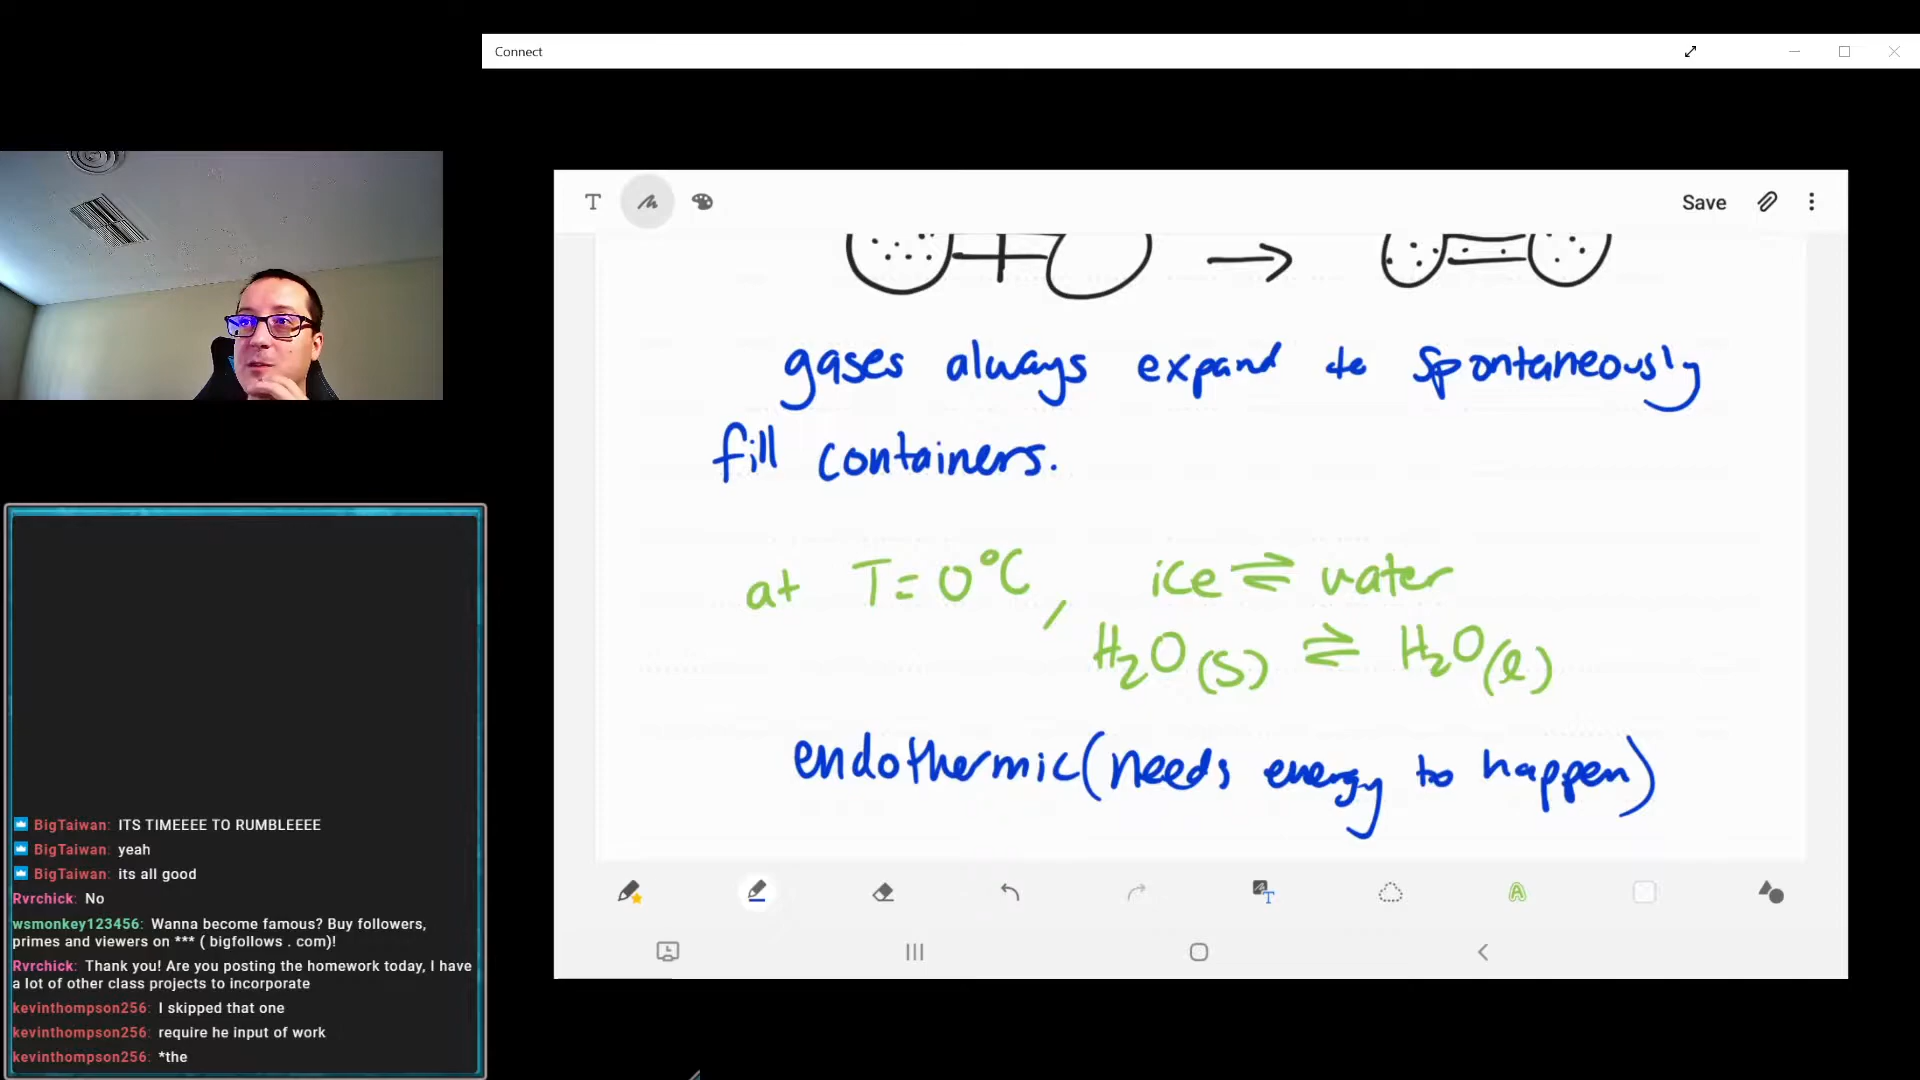 Connect
T
Save
gases always expand to spontaneously
fill containers.
at T=0°C, ice ⇌ water
H₂O(s) ⇌ H₂O(l)
endothermic (needs energy to happen)
BigTaiwan: ITS TIMEEEE TO RUMBLEEEE
BigTaiwan: yeah
BigTaiwan: its all good
Rvrchick: No
wsmonkey123456: Wanna become famous? Buy followers,
primes and viewers on *** ( bigfollows . com)!
Rvrchick: Thank you! Are you posting the homework today, I have
a lot of other class projects to incorporate
kevinthompson256: I skipped that one
kevinthompson256: require he input of work
kevinthompson256: *the